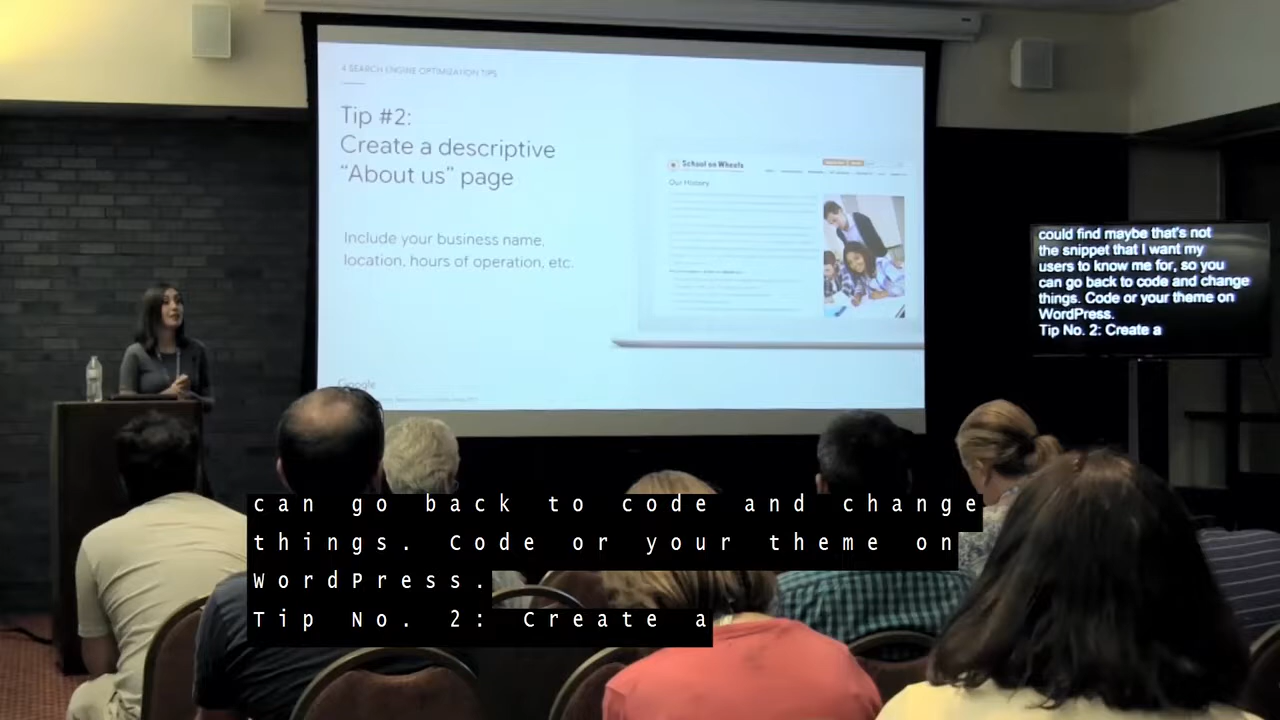 4 SEARCH ENGINE OPTIMIZATION TIPS
Tip #2:
Create a descriptive
“About us” page
Include your business name,
location, hours of operation, etc.
School on Wheels
Our History
Google
could find maybe that's not
the snippet that I want my
users to know me for, so you
can go back to code and change
things. Code or your theme on
WordPress.
Tip No. 2: Create a
can go back to code and change
things. Code or your theme on
WordPress.
Tip No. 2: Create a